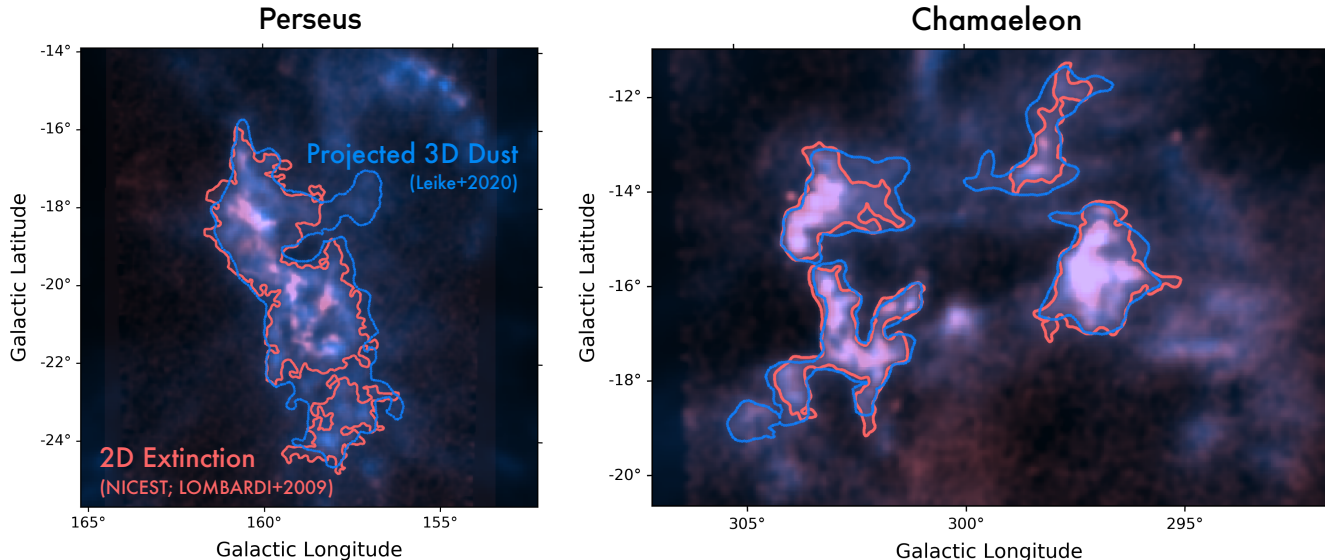 Perseus
-14°
-16°
-18°
-20°
-22°
-24°
Galactic Latitude
Projected 3D Dust
(Leike+2020)
2D Extinction
(NICEST; LOMBARDI+2009)
165°
160°
155°
Galactic Longitude
Chamaeleon
-12°
-14°
-16°
-18°
-20°
Galactic Latitude
305°
300°
295°
Galactic Longitude